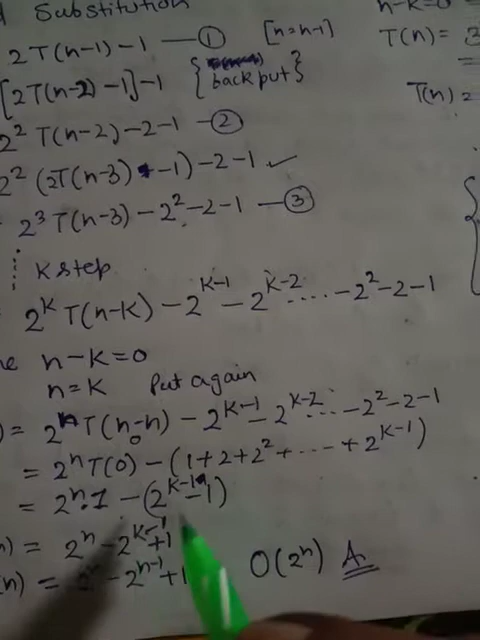 Substitution
n-k=0
2T(n-1) - 1 — ① [n=n-1]
T(n) = 3
[2T(n-2) - 1] - 1 { back put }
T(n) = 2
2² T(n-2) - 2 - 1 — ②
2² (2T(n-3) - 1) - 2 - 1 ✓
2³ T(n-3) - 2² - 2 - 1 — ③
k step
2^k T(n-k) - 2^{k-1} - 2^{k-2} ..... - 2² - 2 - 1
n-k=0
n=k Put again
) = 2^n T(n-n) - 2^{k-1} - 2^{k-2} ... - 2² - 2 - 1
= 2^n T(0) - (1+2+2²+ ---- + 2^{k-1})
= 2^n.1 - (2^{k-1} - 1)
n) = 2^n - 2^{k-1} + 1
(n) = - 2^{n-1} + 1 O(2^n) A